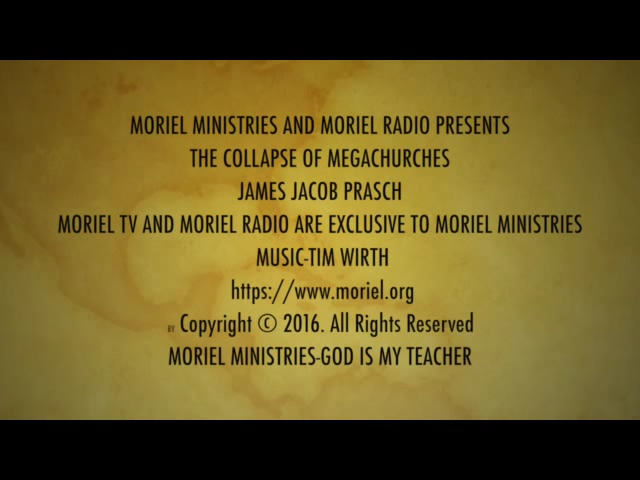 MORIEL MINISTRIES AND MORIEL RADIO PRESENTS
THE COLLAPSE OF MEGACHURCHES
JAMES JACOB PRASCH
MORIEL TV AND MORIEL RADIO ARE EXCLUSIVE TO MORIEL MINISTRIES
MUSIC-TIM WIRTH
https://www.moriel.org
BY Copyright © 2016. All Rights Reserved
MORIEL MINISTRIES-GOD IS MY TEACHER